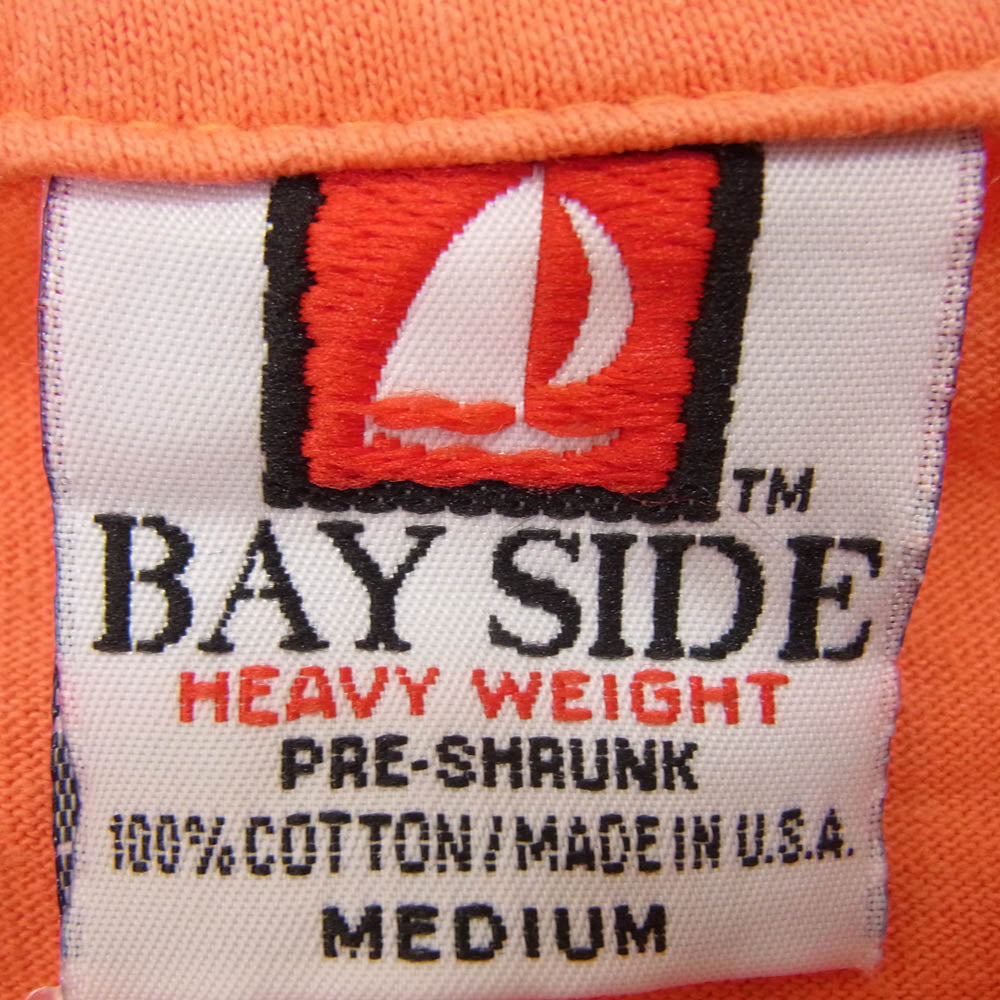 TM
BAY SIDE
HEAVY WEIGHT
PRE-SHRUNK
100% COTTON/MADE IN U.S.A.
MEDIUM